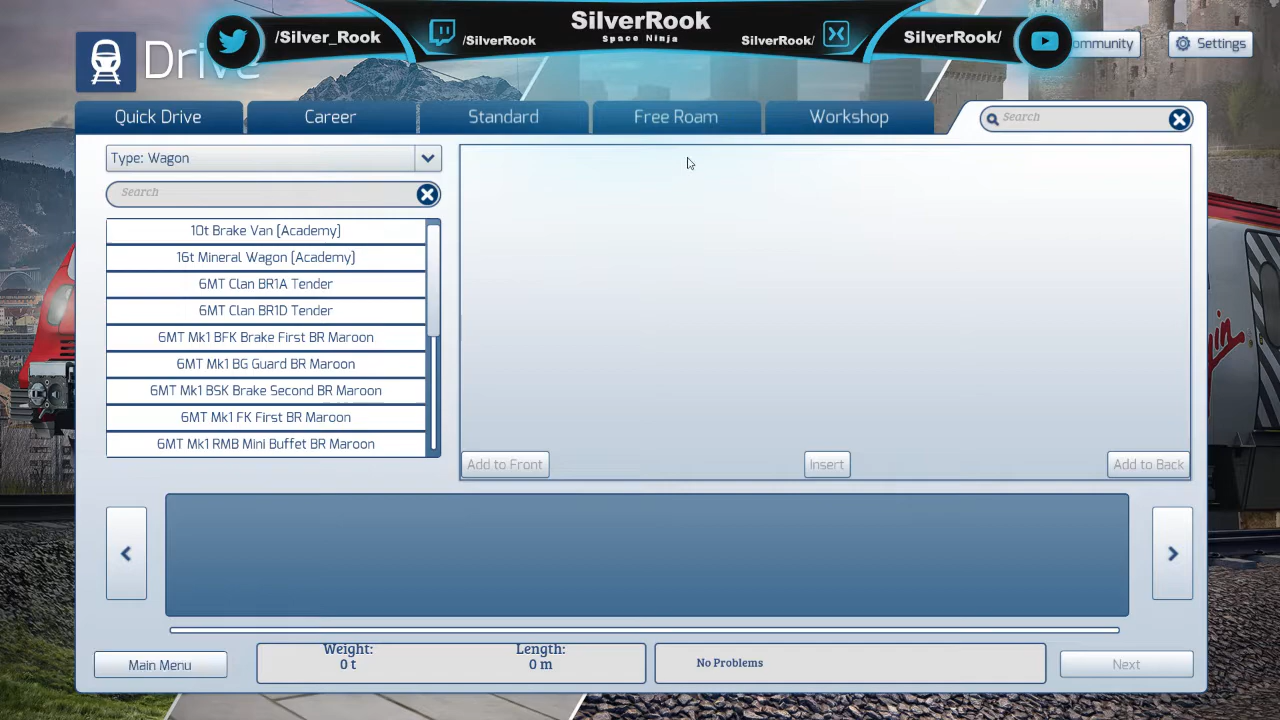 SilverRook
Space Ninja
/Silver_Rook
/SilverRook
SilverRook/
SilverRook/
Drive
ommunity
Settings
Quick Drive
Career
Standard
Free Roam
Workshop
Search
Type: Wagon
Search
10t Brake Van [Academy]
16t Mineral Wagon [Academy]
6MT Clan BR1A Tender
6MT Clan BR1D Tender
6MT Mk1 BFK Brake First BR Maroon
6MT Mk1 BG Guard BR Maroon
6MT Mk1 BSK Brake Second BR Maroon
6MT Mk1 FK First BR Maroon
6MT Mk1 RMB Mini Buffet BR Maroon
Add to Front
Insert
Add to Back
Main Menu
Weight:
0 t
Length:
0 m
No Problems
Next